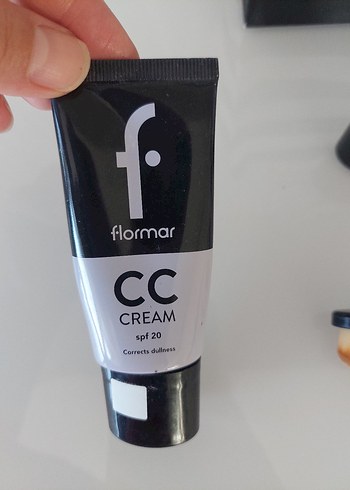 f
flormar
CC
CREAM
spf 20
Corrects dullness